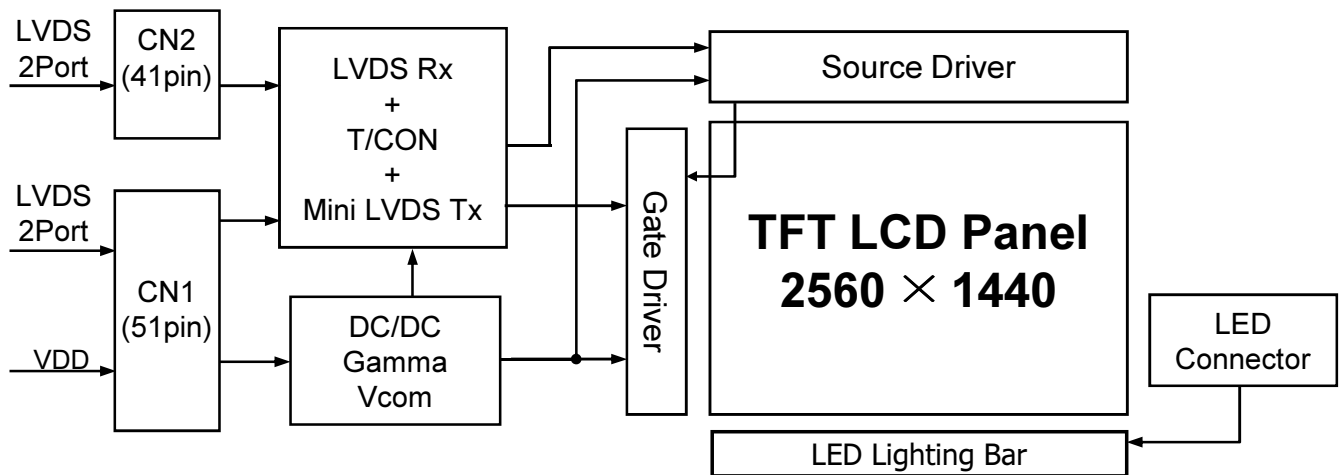 LVDS
2Port
CN2
(41pin)
LVDS Rx
+
T/CON
+
Mini LVDS Tx
Source Driver
LVDS
2Port
CN1
(51pin)
VDD
DC/DC
Gamma
Vcom
Gate Driver
TFT LCD Panel
2560 × 1440
LED
Connector
LED Lighting Bar